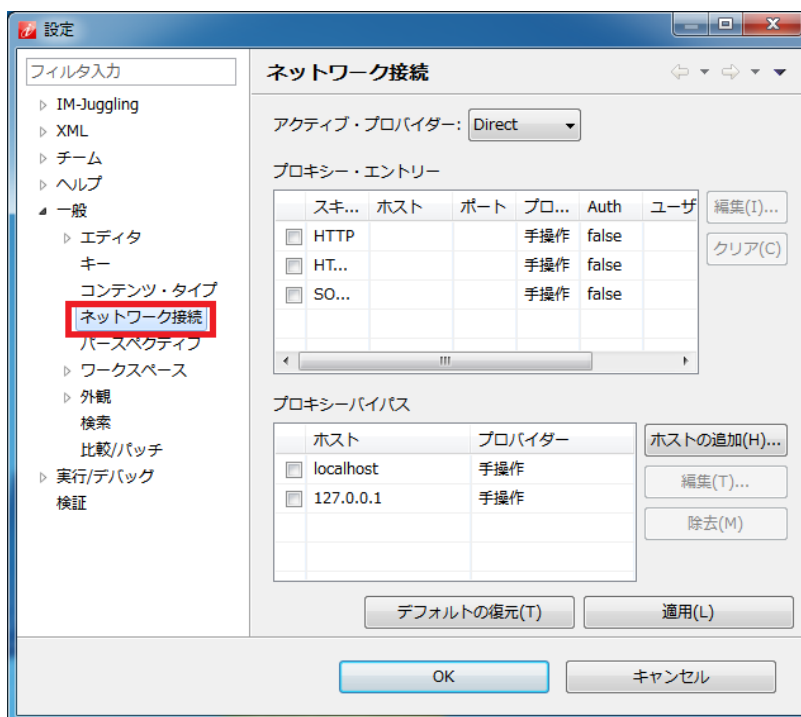 設定
フィルタ入力
IM-Juggling
XML
チーム
ヘルプ
一般
エディタ
キー
コンテンツ・タイプ
ネットワーク接続
パースペクティブ
ワークスペース
外観
検索
比較/パッチ
実行/デバッグ
検証
ネットワーク接続
アクティブ・プロバイダー: Direct
プロキシー・エントリー
スキ... ホスト ポート プロ... Auth ユーザ
HTTP 手操作 false
HT... 手操作 false
SO... 手操作 false
編集(I)...
クリア(C)
プロキシーバイパス
ホスト プロバイダー
localhost 手操作
127.0.0.1 手操作
ホストの追加(H)...
編集(T)...
除去(M)
デフォルトの復元(T) 適用(L)
OK キャンセル